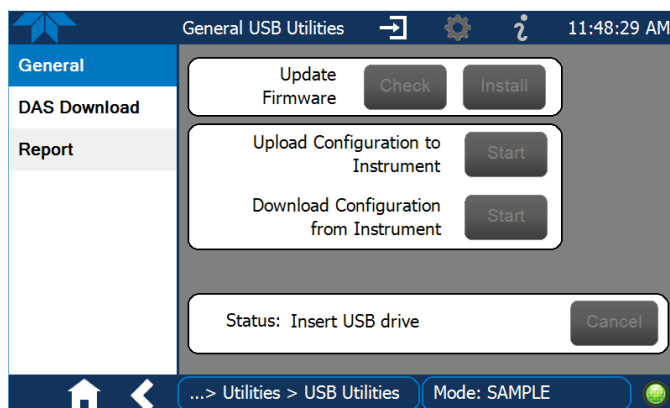 General USB Utilities
11:48:29 AM
General
DAS Download
Report
Update
Firmware
Check
Install
Upload Configuration to
Instrument
Start
Download Configuration
from Instrument
Start
Status: Insert USB drive
Cancel
...> Utilities > USB Utilities
Mode: SAMPLE